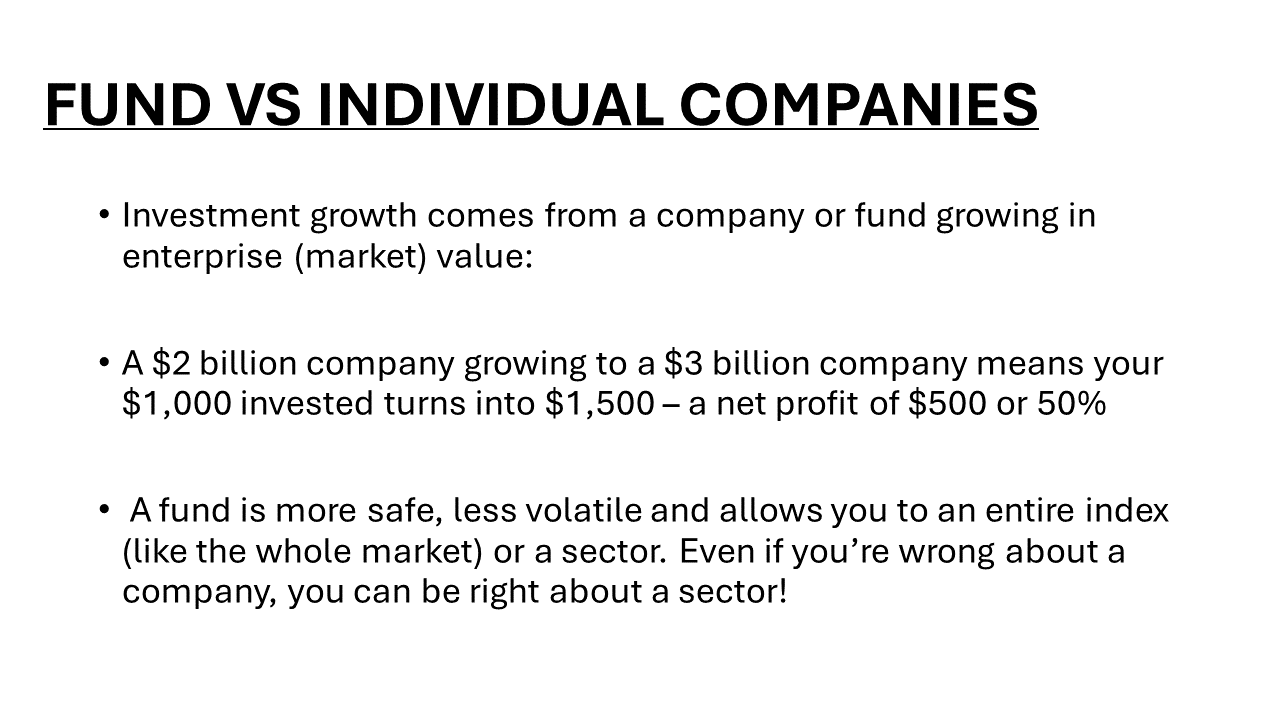 FUND VS INDIVIDUAL COMPANIES
• Investment growth comes from a company or fund growing in
enterprise (market) value:
• A $2 billion company growing to a $3 billion company means your
$1,000 invested turns into $1,500 – a net profit of $500 or 50%
• A fund is more safe, less volatile and allows you to an entire index
(like the whole market) or a sector. Even if you’re wrong about a
company, you can be right about a sector!